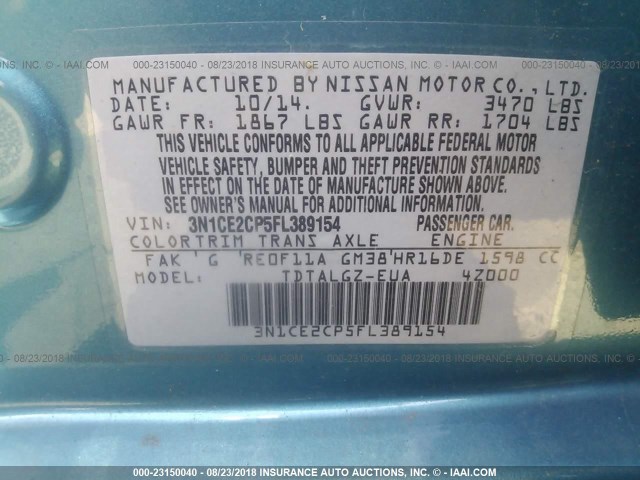 000-23150040 - 08/23/2018 INSURANCE AUTO AUCTIONS, INC. - © IAAI.COM
MANUFACTURED BY NISSAN MOTOR CO., LTD.
DATE: 10/14. GVWR: 3470 LBS
GAWR FR: 1867 LBS GAWR RR: 1704 LBS
THIS VEHICLE CONFORMS TO ALL APPLICABLE FEDERAL MOTOR
VEHICLE SAFETY, BUMPER AND THEFT PREVENTION STANDARDS
IN EFFECT ON THE DATE OF MANUFACTURE SHOWN ABOVE.
SEE OWNER'S MANUAL FOR ADDITIONAL INFORMATION.
VIN: 3N1CE2CP5FL389154 PASSENGER CAR.
COLOR TRIM TRANS AXLE ENGINE
FAK ' G 'RE0F11A GM38'HR16DE 1598 CC
MODEL TDTALGZ-EUA 4Z000
3N1CE2CP5FL389154
000-23150040 - 08/23/2018 INSURANCE AUTO AUCTIONS, INC. - © IAAI.COM
000-23150040 - 08/23/2018 INSURANCE AUTO AUCTIONS, INC. - © IAAI.COM